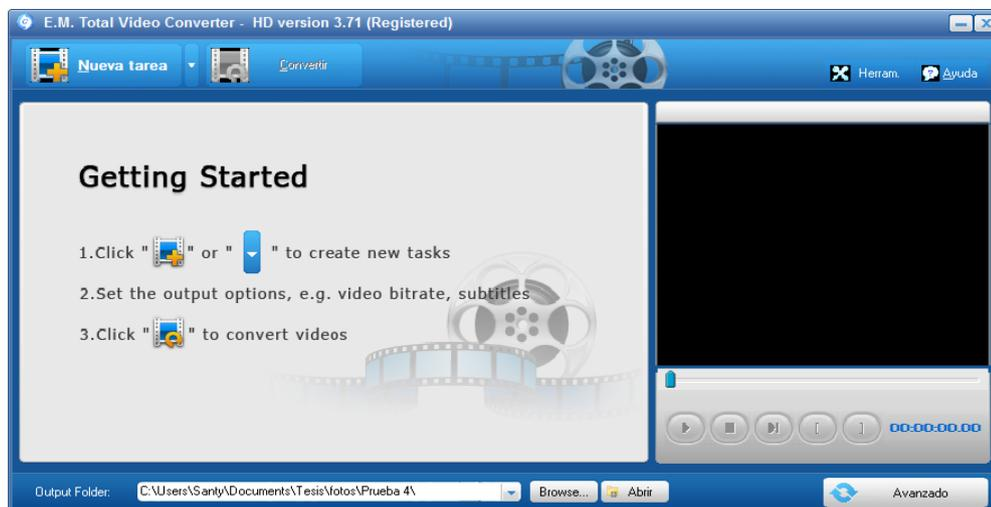 E.M. Total Video Converter - HD version 3.71 (Registered)
Nueva tarea
Convertir
Herram.
Ayuda
Getting Started
1.Click " " or " " to create new tasks
2.Set the output options, e.g. video bitrate, subtitles
3.Click " " to convert videos
00:00:00.00
Output Folder: C:\Users\Santy\Documents\Tesis\fotos\Prueba 4\ Browse... Abrir
Avanzado